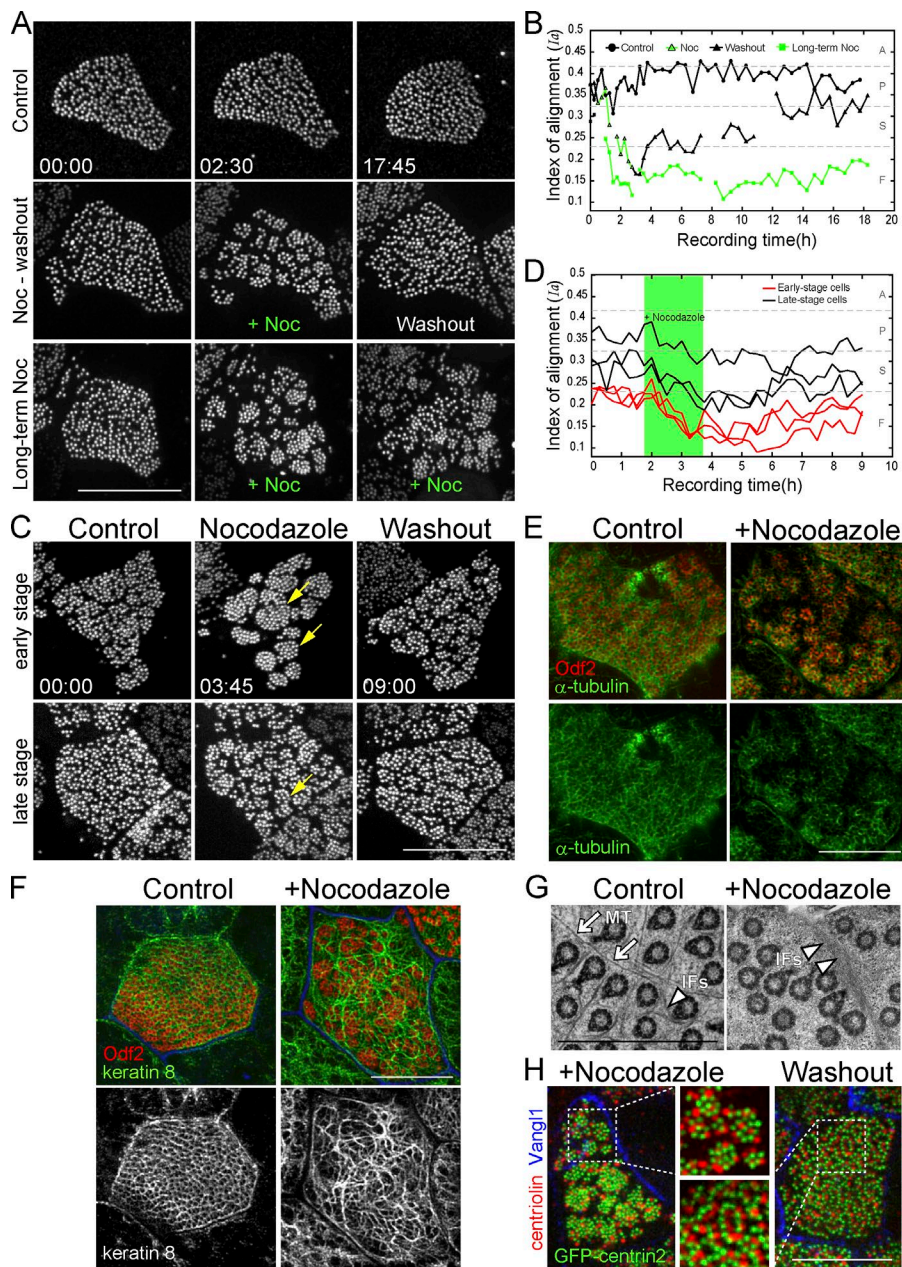 A
Control
00:00
02:30
17:45
Noc - washout
+ Noc
Washout
Long-term Noc
+ Noc
+ Noc
B
Index of alignment (Ia)
0.5
0.45
0.4
0.35
0.3
0.25
0.2
0.15
0.1
Control Noc Washout Long-term Noc
A
P
S
F
0 2 4 6 8 10 12 14 16 18 20
Recording time(h)
D
Index of alignment (Ia)
0.5
0.45
0.4
0.35
0.3
0.25
0.2
0.15
0.1
Early-stage cells
Late-stage cells
+ Nocodazole
A
P
S
F
0 1 2 3 4 5 6 7 8 9 10
Recording time(h)
C
Control Nocodazole Washout
early stage
00:00
03:45
09:00
late stage
E
Control +Nocodazole
Odf2
α-tubulin
α-tubulin
F
Control +Nocodazole
Odf2
keratin 8
keratin 8
G
Control +Nocodazole
MT
IFs
IFs
H
+Nocodazole Washout
centriolin Vangl1
GFP-centrin2